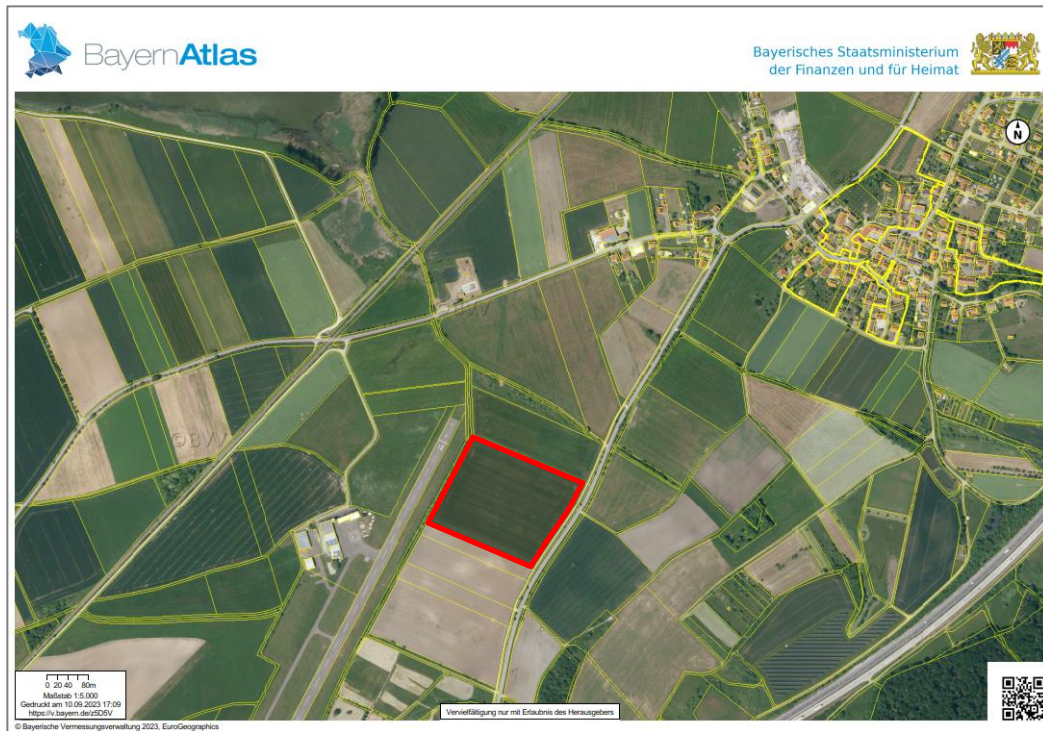 BayernAtlas
Bayerisches Staatsministerium
der Finanzen und für Heimat
N
©BVV
0 20 40 80m
Maßstab 1:5.000
Gedruckt am 10.09.2023 17:09
https://v.bayern.de/z5D5V
Vervielfältigung nur mit Erlaubnis des Herausgebers
© Bayerische Vermessungsverwaltung 2023, EuroGeographics